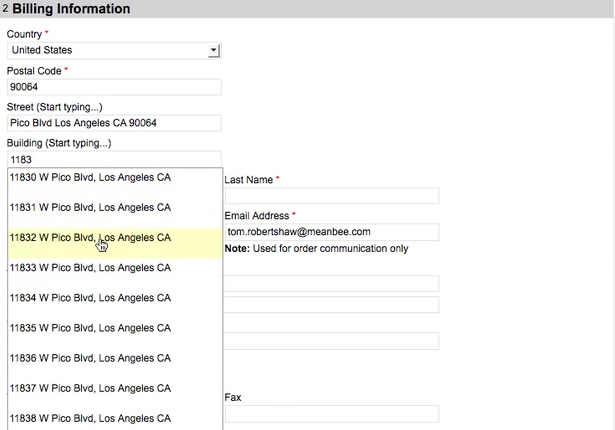 2 Billing Information
Country *
United States
Postal Code *
90064
Street (Start typing...)
Pico Blvd Los Angeles CA 90064
Building (Start typing...)
1183
11830 W Pico Blvd, Los Angeles CA
11831 W Pico Blvd, Los Angeles CA
11832 W Pico Blvd, Los Angeles CA
11833 W Pico Blvd, Los Angeles CA
11834 W Pico Blvd, Los Angeles CA
11835 W Pico Blvd, Los Angeles CA
11836 W Pico Blvd, Los Angeles CA
11837 W Pico Blvd, Los Angeles CA
11838 W Pico Blvd, Los Angeles CA
Last Name *
Email Address *
tom.robertshaw@meanbee.com
Note: Used for order communication only
Fax